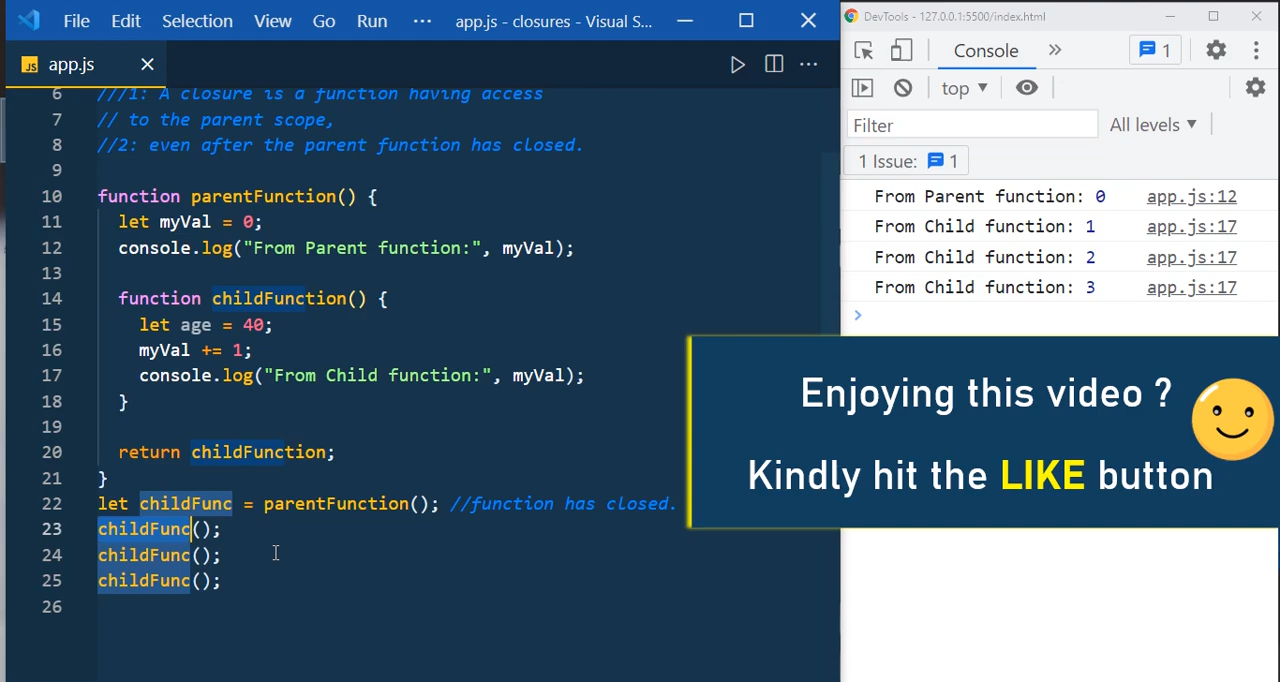 File Edit Selection View Go Run ··· app.js - closures - Visual S...
app.js
6 ///1: A closure is a function having access
7 // to the parent scope,
8 //2: even after the parent function has closed.
9
10 function parentFunction() {
11 let myVal = 0;
12 console.log("From Parent function:", myVal);
13
14 function childFunction() {
15 let age = 40;
16 myVal += 1;
17 console.log("From Child function:", myVal);
18 }
19
20 return childFunction;
21 }
22 let childFunc = parentFunction(); //function has closed.
23 childFunc();
24 childFunc();
25 childFunc();
26
DevTools - 127.0.0.1:5500/index.html
Console 1
top
Filter All levels
1 Issue: 1
From Parent function: 0 app.js:12
From Child function: 1 app.js:17
From Child function: 2 app.js:17
From Child function: 3 app.js:17
Enjoying this video ?
Kindly hit the LIKE button